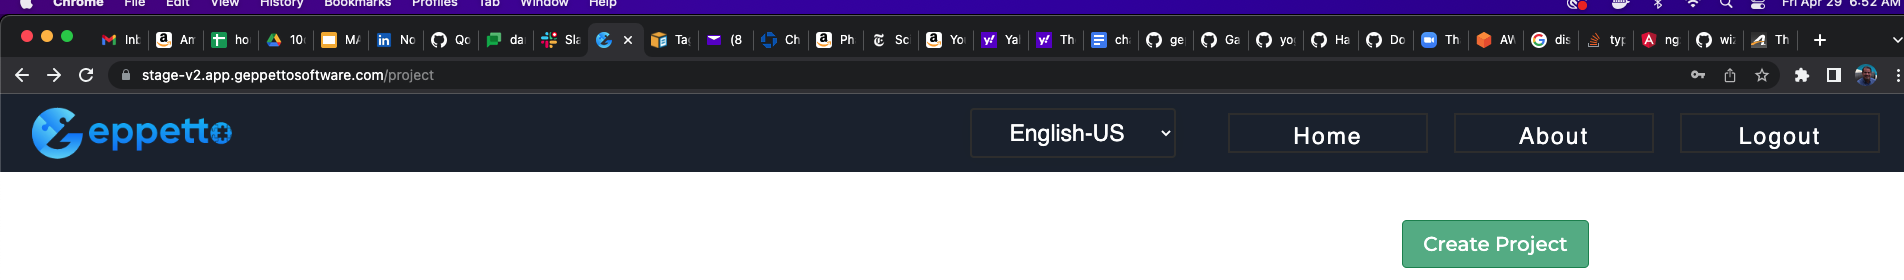 Chrome File Edit View History Bookmarks Profiles Tab Window Help Fri Apr 29 6:52 AM
Inb Am ho 10 MA No Qo da Sla Ta (8 Ch Ph Sc Yo Yal Th ch ge Ga yo Ha Do Th AW dis typ ng wiz Th
stage-v2.app.geppettosoftware.com/project
eppetto English-US Home About Logout
Create Project